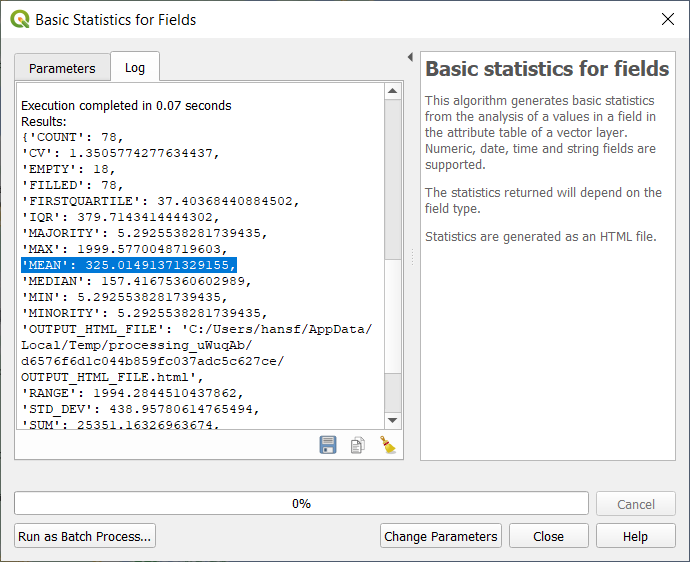 Basic Statistics for Fields
Parameters
Log
Execution completed in 0.07 seconds
Results:
{'COUNT': 78,
'CV': 1.3505774277634437,
'EMPTY': 18,
'FILLED': 78,
'FIRSTQUARTILE': 37.40368440884502,
'IQR': 379.7143414444302,
'MAJORITY': 5.2925538281739435,
'MAX': 1999.5770048719603,
'MEAN': 325.01491371329155,
'MEDIAN': 157.41675360602989,
'MIN': 5.2925538281739435,
'MINORITY': 5.2925538281739435,
'OUTPUT_HTML_FILE': 'C:/Users/hansf/AppData/
Local/Temp/processing_uWuqAb/
d6576f6d1c044b859fc037adc5c627ce/
OUTPUT_HTML_FILE.html',
'RANGE': 1994.2844510437862,
'STD_DEV': 438.95780614765494,
'SUM': 25351.16326963674,
Basic statistics for fields
This algorithm generates basic statistics
from the analysis of a values in a field in
the attribute table of a vector layer.
Numeric, date, time and string fields are
supported.
The statistics returned will depend on the
field type.
Statistics are generated as an HTML file.
0%
Cancel
Run as Batch Process...
Change Parameters
Close
Help